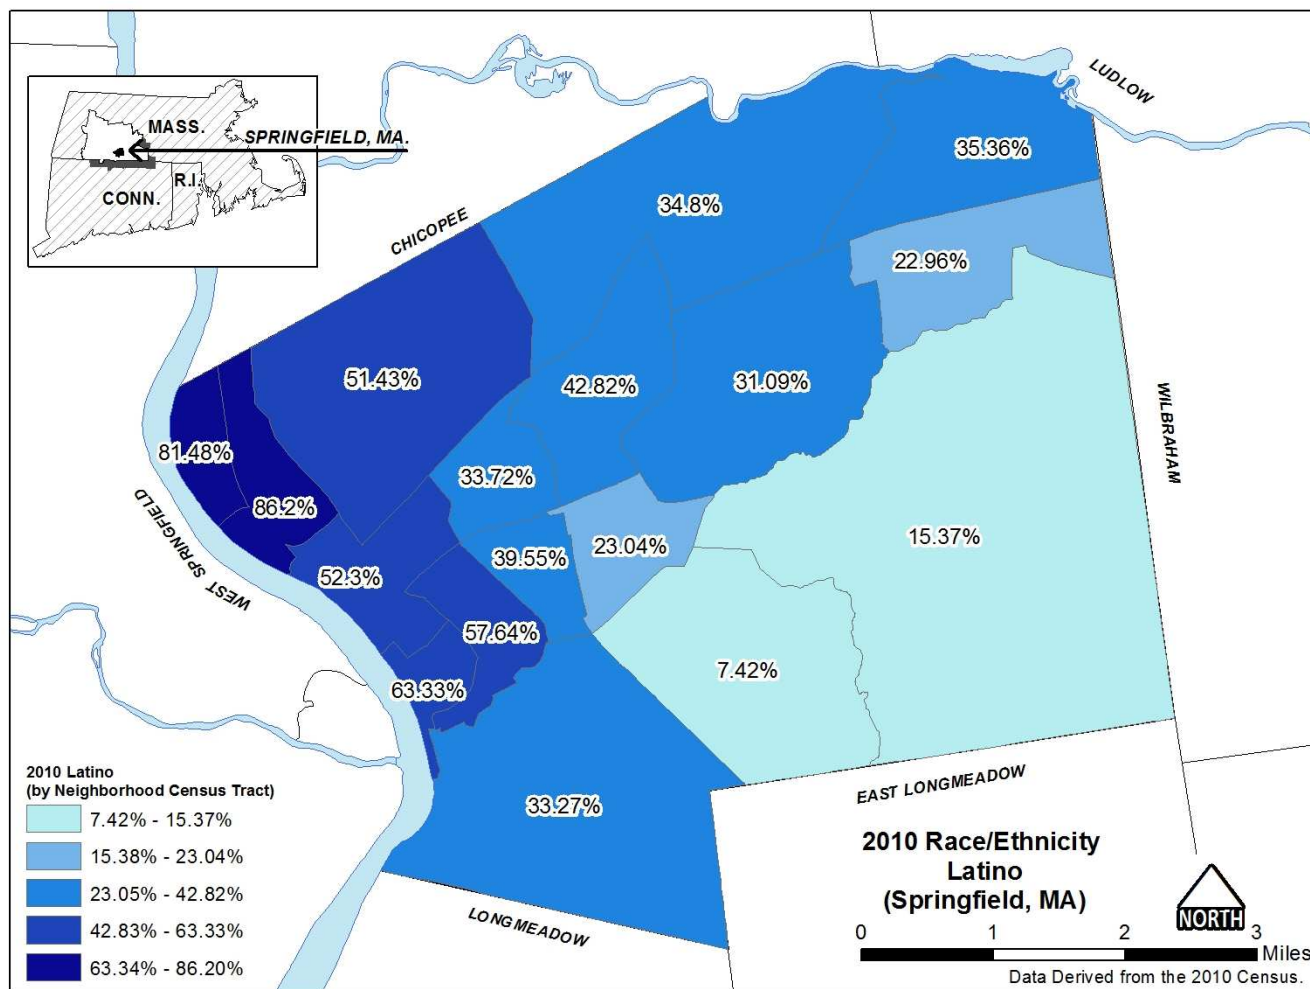 LUDLOW
MASS.
SPRINGFIELD, MA.
R.I.
CONN.
CHICOPEE
35.36%
34.8%
22.96%
51.43%
42.82%
31.09%
WILBRAHAM
81.48%
33.72%
86.2%
15.37%
WEST SPRINGFIELD
39.55%
23.04%
52.3%
57.64%
7.42%
63.33%
33.27%
EAST LONGMEADOW
LONGMEADOW
2010 Latino
(by Neighborhood Census Tract)
7.42% - 15.37%
15.38% - 23.04%
23.05% - 42.82%
42.83% - 63.33%
63.34% - 86.20%
2010 Race/Ethnicity
Latino
(Springfield, MA)
NORTH
0 1 2 3
Miles
Data Derived from the 2010 Census.